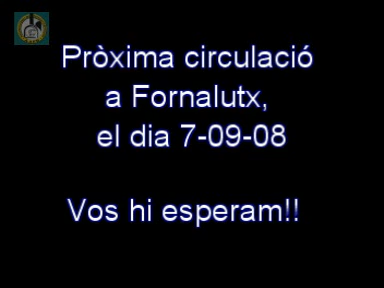 Pròxima circulació
a Fornalutx,
el dia 7-09-08
Vos hi esperam!!